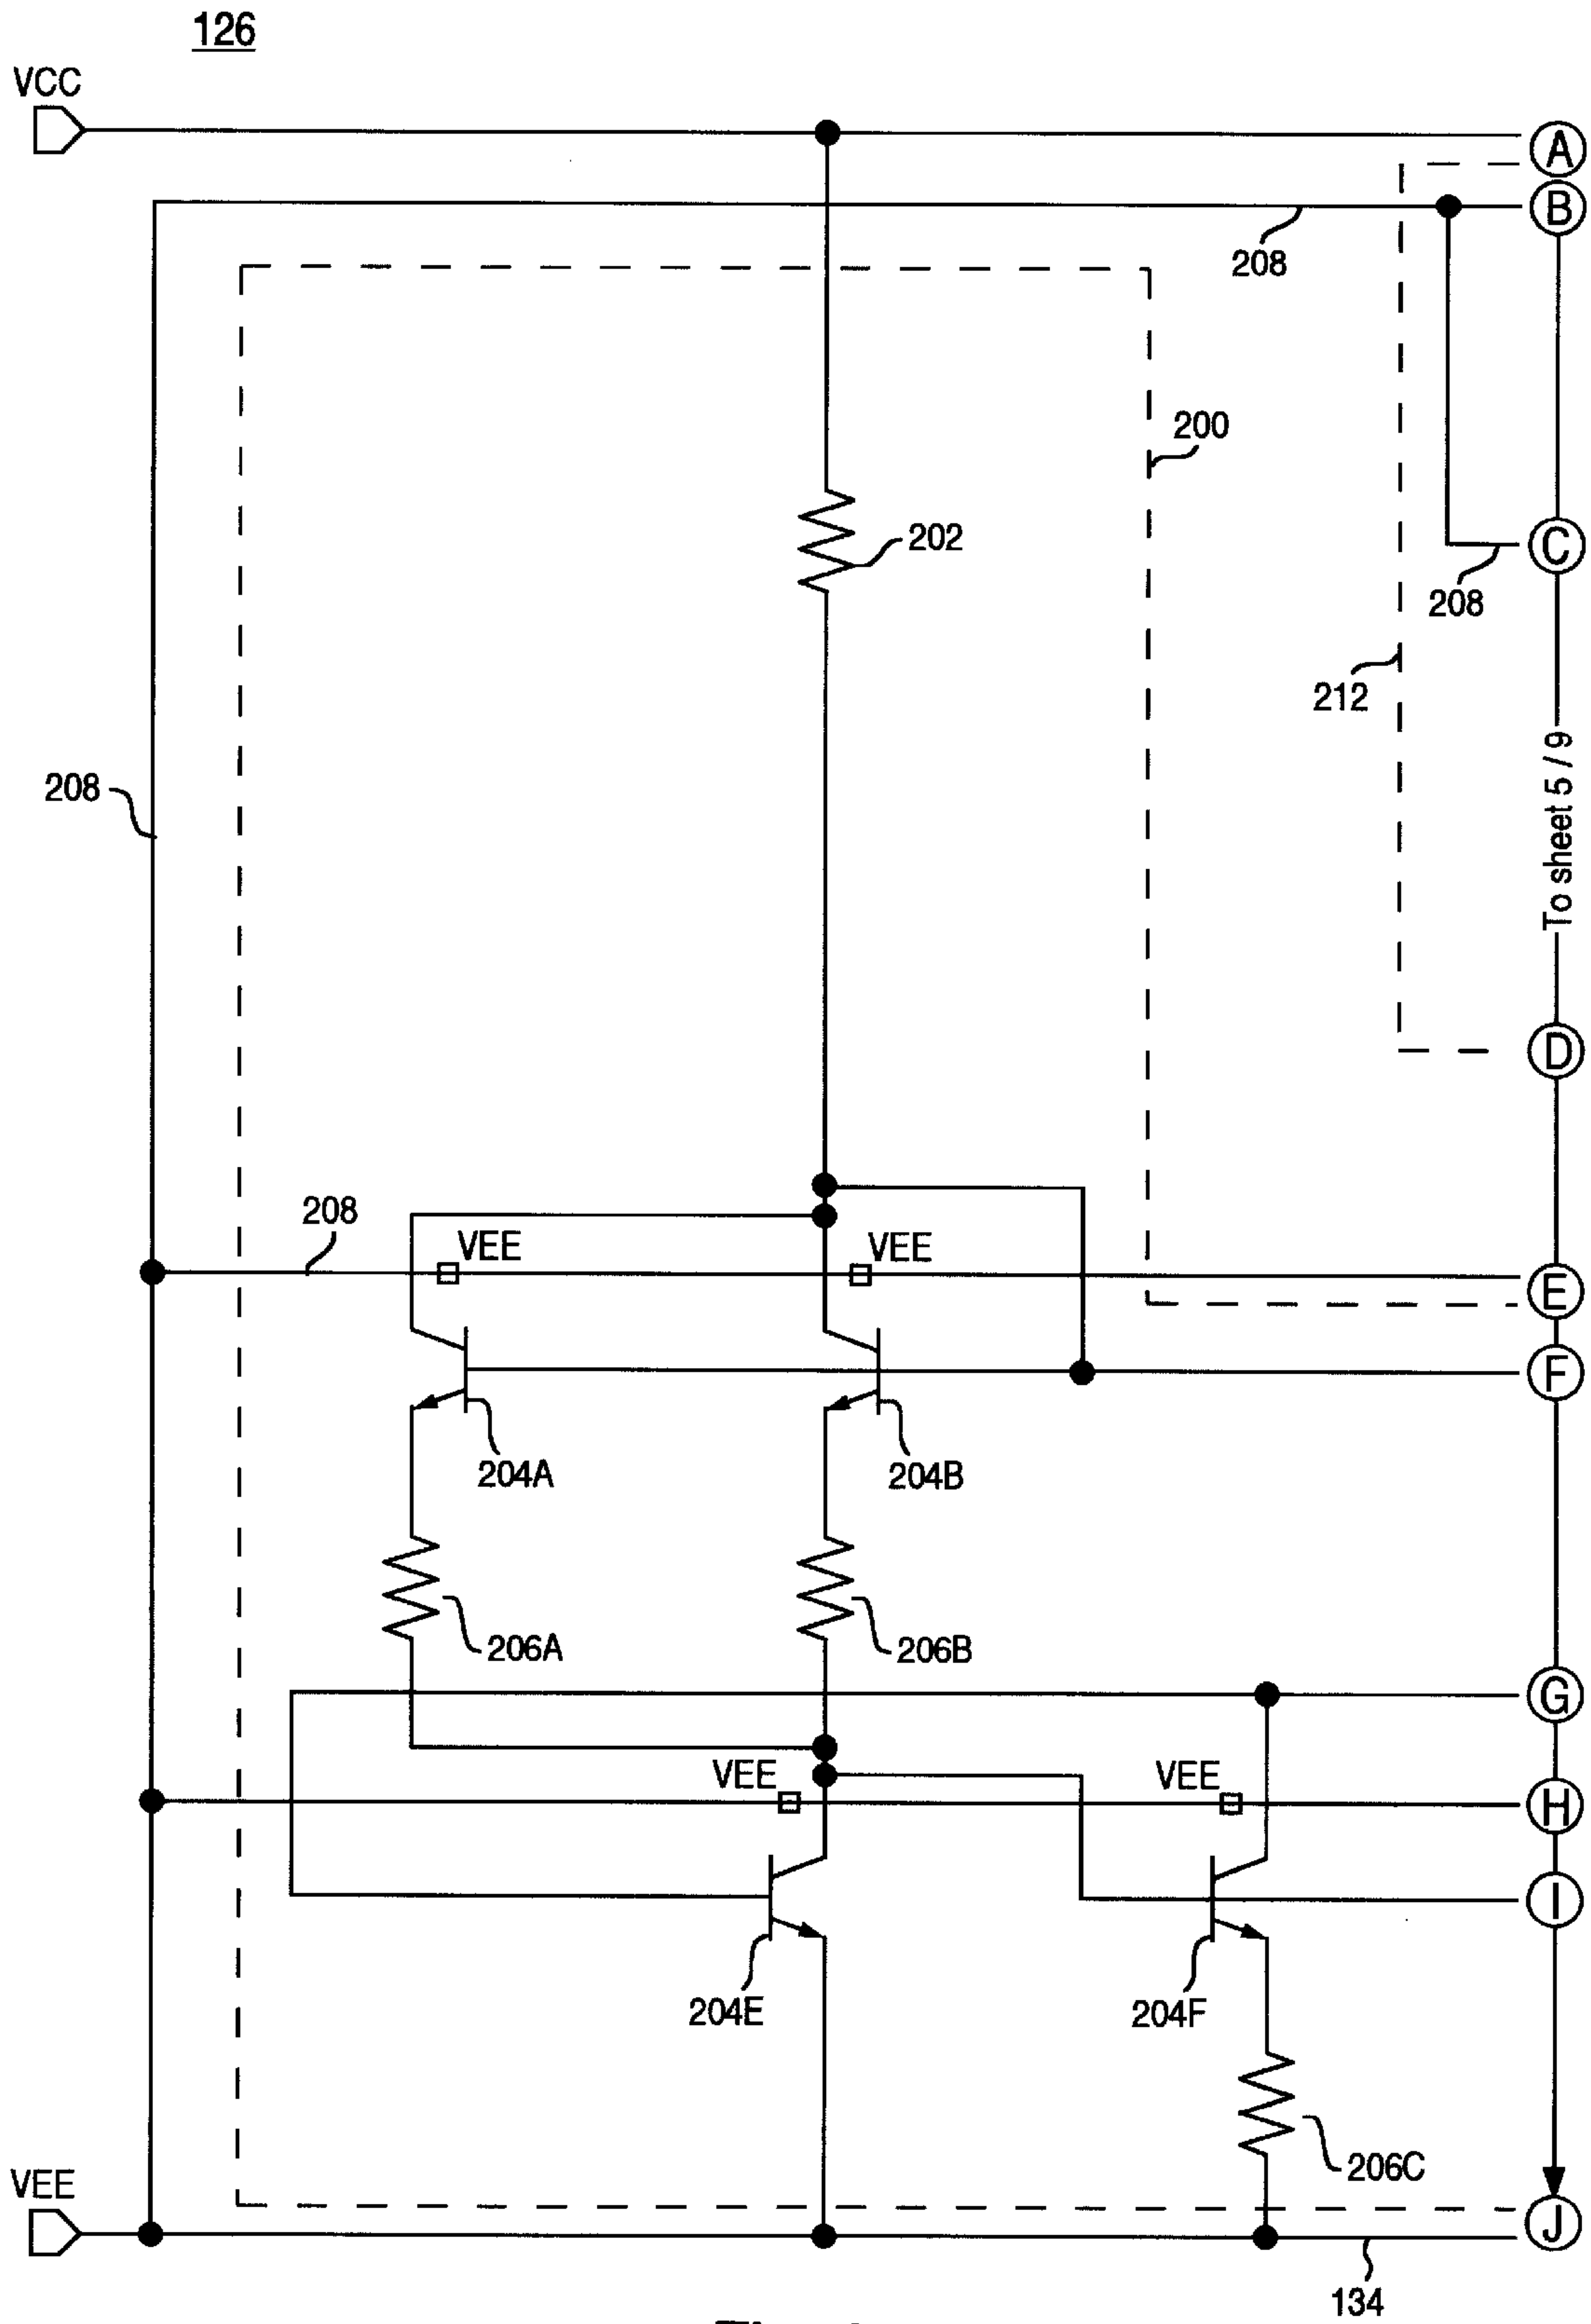 126
VCC
A
B
208
200
202
C
208
212
To sheet 5 / 9
208
D
208
VEE
VEE
E
F
204A
204B
206A
206B
G
VEE
VEE
H
I
204E
204F
206C
VEE
J
134